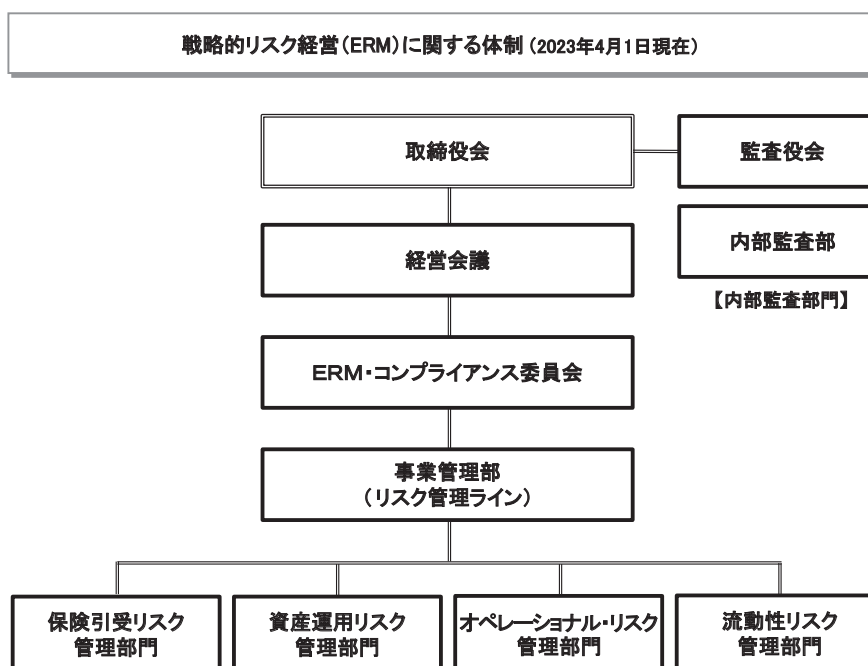 戦略的リスク経営(ERM)に関する体制(2023年4月1日現在)
取締役会
監査役会
経営会議
内部監査部
【内部監査部門】
ERM・コンプライアンス委員会
事業管理部
(リスク管理ライン)
保険引受リスク
管理部門
資産運用リスク
管理部門
オペレーショナル・リスク
管理部門
流動性リスク
管理部門